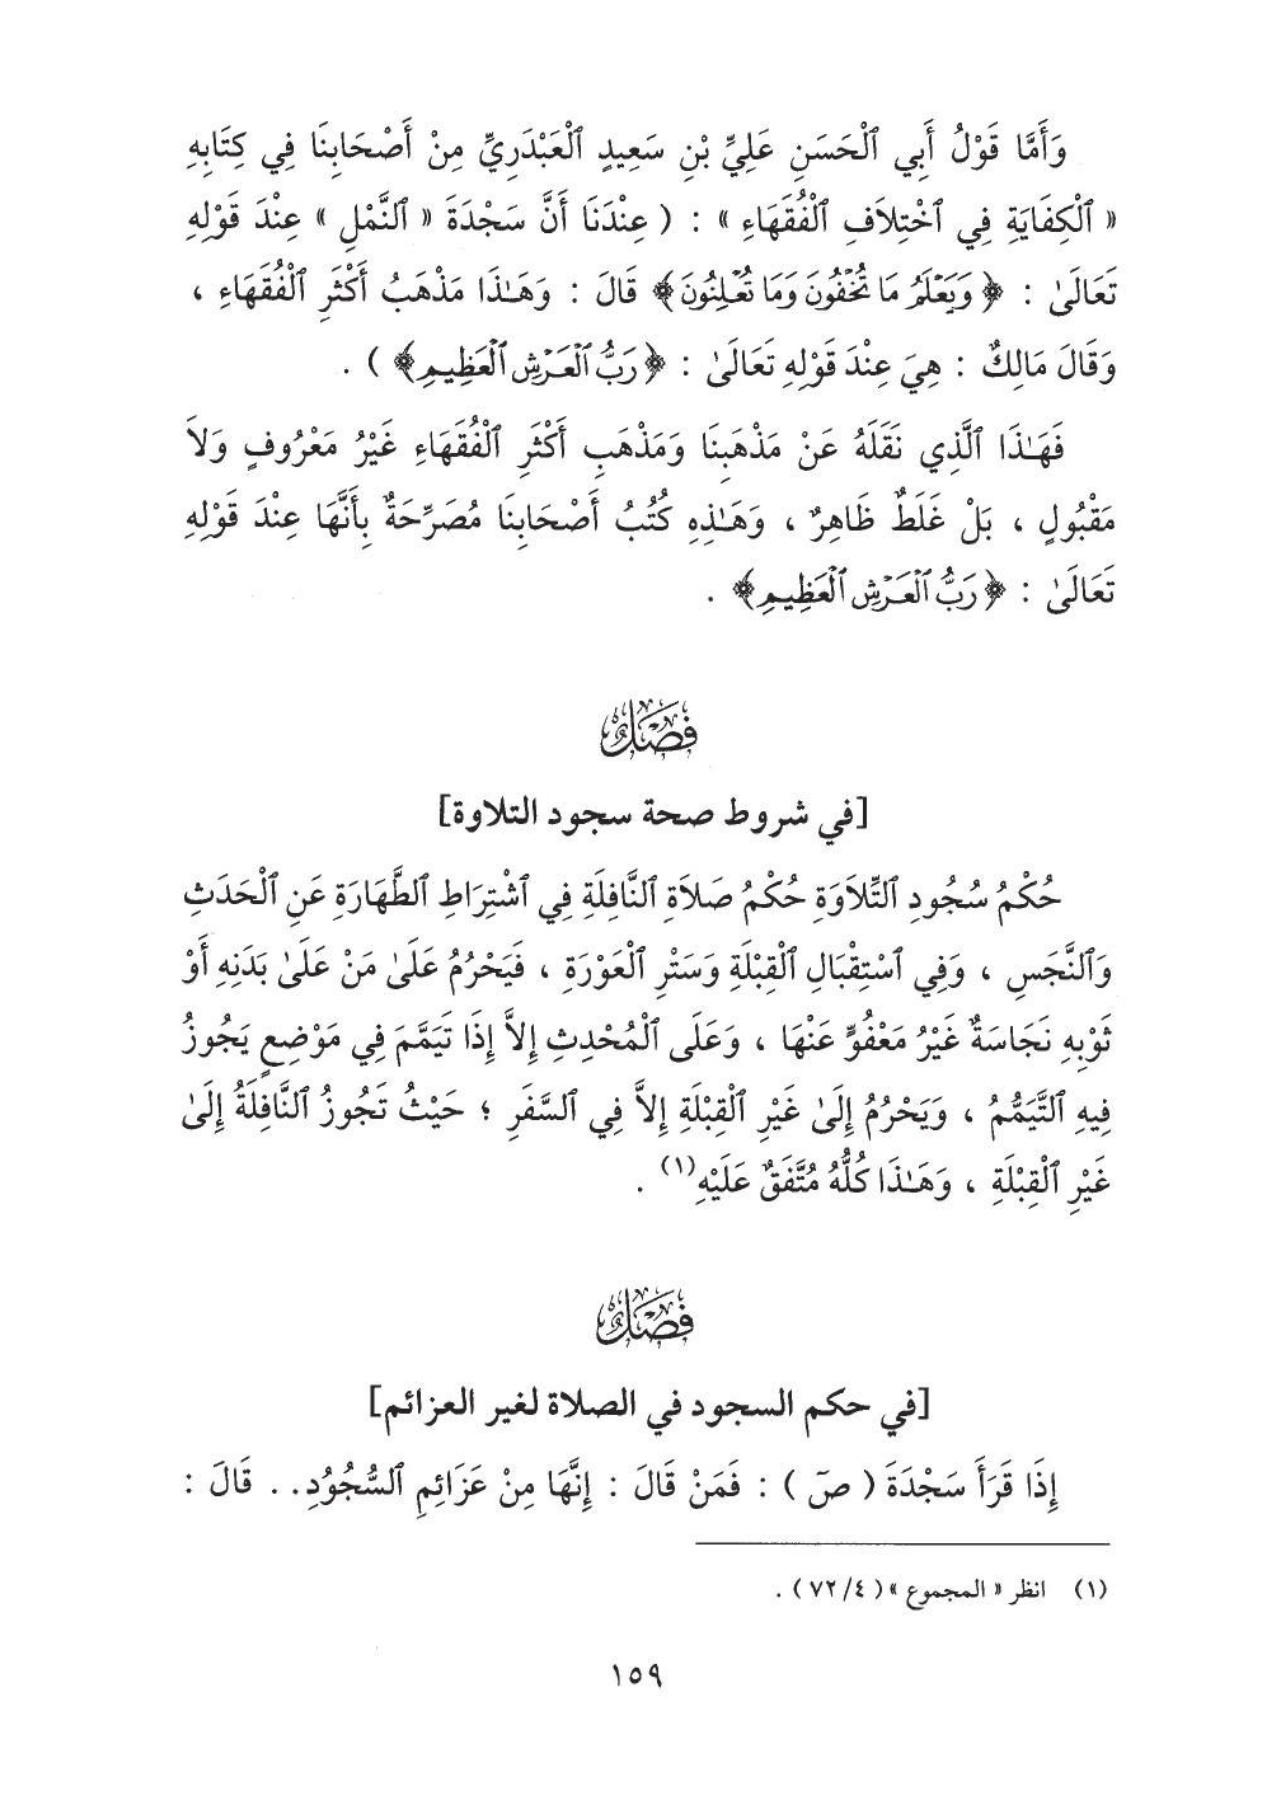 وَأَمَّا قَوْلُ أَبِي ٱلْحَسَنِ عَلِيِّ بْنِ سَعِيدٍ ٱلْعَبْدَرِيِّ مِنْ أَصْحَابِنَا فِي كِتَابِهِ
« ٱلْكِفَايَةِ فِي ٱخْتِلاَفِ ٱلْفُقَهَاءِ » : ( عِنْدَنَا أَنَّ سَجْدَةَ « ٱلنَّمْلِ » عِنْدَ قَوْلِهِ
تَعَالَىٰ : ﴿ وَيَعْلَمُ مَا تُخْفُونَ وَمَا تُعْلِنُونَ﴾ قَالَ : وَهَـٰذَا مَذْهَبُ أَكْثَرِ ٱلْفُقَهَاءِ ،
وَقَالَ مَالِكٌ : هِيَ عِنْدَ قَوْلِهِ تَعَالَىٰ : ﴿ رَبُّ ٱلْعَرْشِ ٱلْعَظِيمِ﴾ ) .
فَهَـٰذَا ٱلَّذِي نَقَلَهُ عَنْ مَذْهَبِنَا وَمَذْهَبِ أَكْثَرِ ٱلْفُقَهَاءِ غَيْرُ مَعْرُوفٍ وَلاَ
مَقْبُولٍ ، بَلْ غَلَطٌ ظَاهِرٌ ، وَهَـٰذِهِ كُتُبُ أَصْحَابِنَا مُصَرِّحَةٌ بِأَنَّهَا عِنْدَ قَوْلِهِ
تَعَالَىٰ : ﴿ رَبُّ ٱلْعَرْشِ ٱلْعَظِيمِ﴾ .
فَصْلٌ
[في شروط صحة سجود التلاوة]
حُكْمُ سُجُودِ ٱلتِّلاَوَةِ حُكْمُ صَلاَةِ ٱلنَّافِلَةِ فِي ٱشْتِرَاطِ ٱلطَّهَارَةِ عَنِ ٱلْحَدَثِ
وَٱلنَّجَسِ ، وَفِي ٱسْتِقْبَالِ ٱلْقِبْلَةِ وَسَتْرِ ٱلْعَوْرَةِ ، فَيَحْرُمُ عَلَىٰ مَنْ عَلَىٰ بَدَنِهِ أَوْ
ثَوْبِهِ نَجَاسَةٌ غَيْرُ مَعْفُوٍّ عَنْهَا ، وَعَلَى ٱلْمُحْدِثِ إِلاَّ إِذَا تَيَمَّمَ فِي مَوْضِعٍ يَجُوزُ
فِيهِ ٱلتَّيَمُّمُ ، وَيَحْرُمُ إِلَىٰ غَيْرِ ٱلْقِبْلَةِ إِلاَّ فِي ٱلسَّفَرِ ؛ حَيْثُ تَجُوزُ ٱلنَّافِلَةُ إِلَىٰ
غَيْرِ ٱلْقِبْلَةِ ، وَهَـٰذَا كُلُّهُ مُتَّفَقٌ عَلَيْهِ(١) .
فَصْلٌ
[في حكم السجود في الصلاة لغير العزائم]
إِذَا قَرَأَ سَجْدَةَ ( صۤ ) : فَمَنْ قَالَ : إِنَّهَا مِنْ عَزَائِمِ ٱلسُّجُوُدِ.. قَالَ :
(١) انظر « المجموع » ( ٧٢/٤ ) .
١٥٩